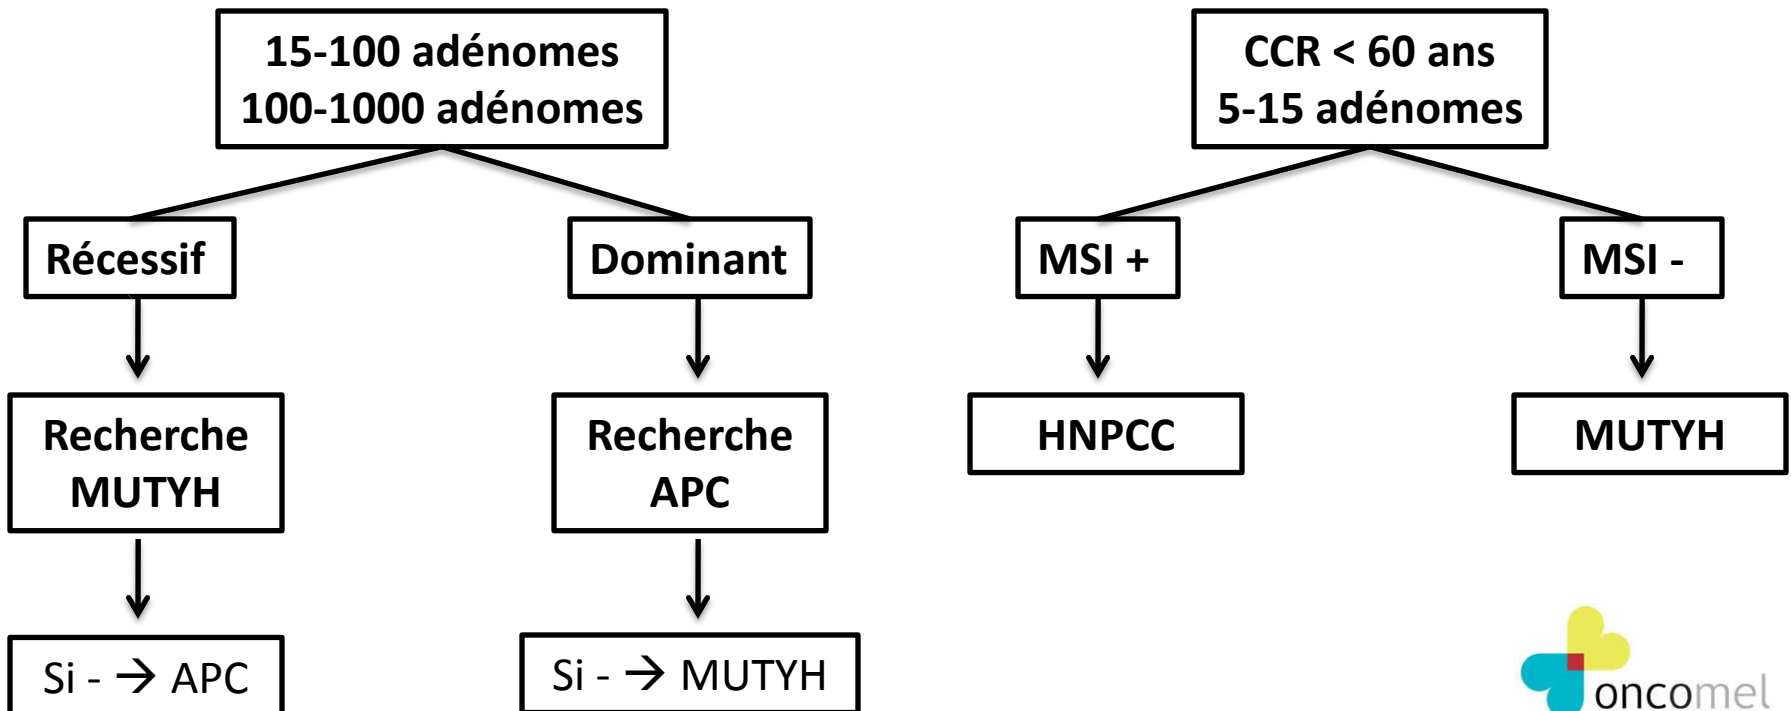 15-100 adénomes
100-1000 adénomes
Récessif
Dominant
Recherche
MUTYH
Recherche
APC
Si - → APC
Si - → MUTYH
CCR < 60 ans
5-15 adénomes
MSI +
MSI -
HNPCC
MUTYH
oncomel